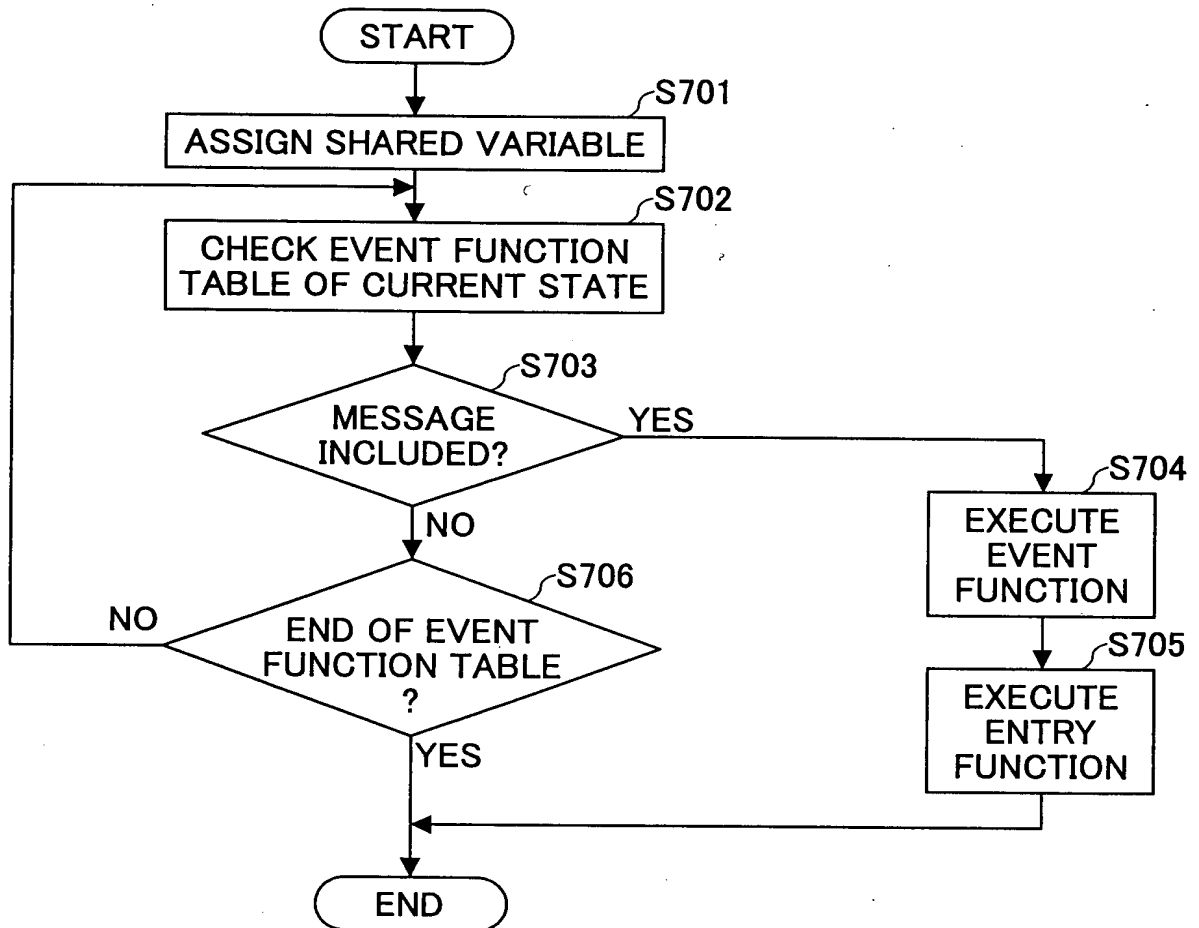 START
S701
ASSIGN SHARED VARIABLE
S702
CHECK EVENT FUNCTION
TABLE OF CURRENT STATE
S703
MESSAGE
INCLUDED?
YES
S704
EXECUTE
EVENT
FUNCTION
NO
S706
NO
END OF EVENT
FUNCTION TABLE
?
S705
EXECUTE
ENTRY
FUNCTION
YES
END